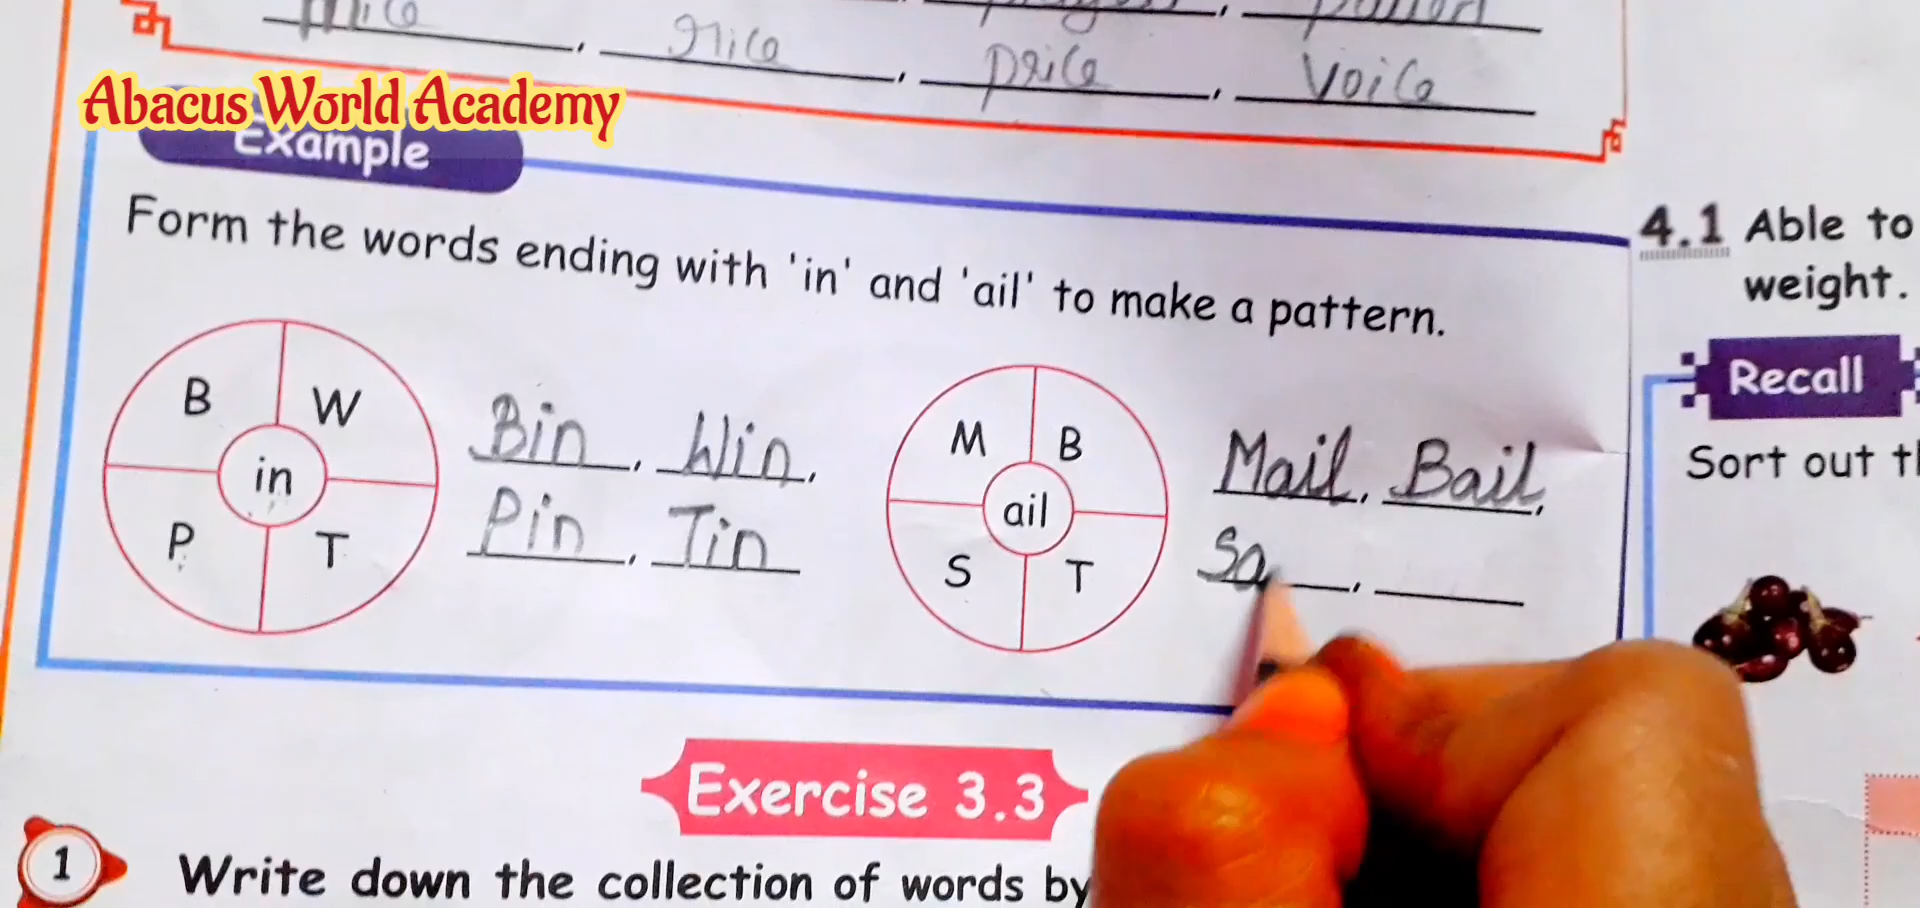 mice, nice, price, voice
Abacus World Academy
Example
Form the words ending with 'in' and 'ail' to make a pattern.
B W
in
P T
Bin, Win,
Pin, Tin
M B
ail
S T
Mail, Bail,
Sa
4.1 Able to
weight.
Recall
Sort out
Exercise 3.3
1 Write down the collection of words by